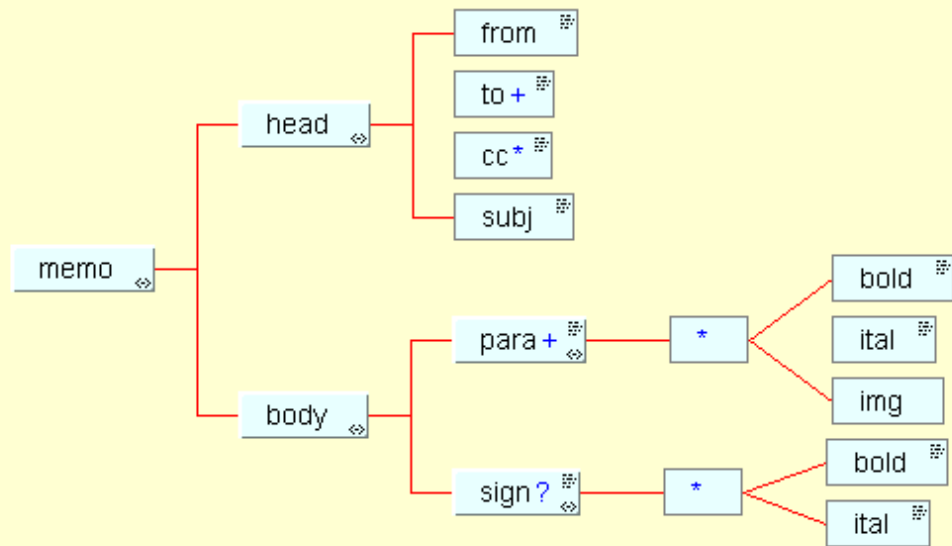 from
to +
head
cc *
subj
memo
bold
para +
*
ital
img
body
bold
sign ?
*
ital